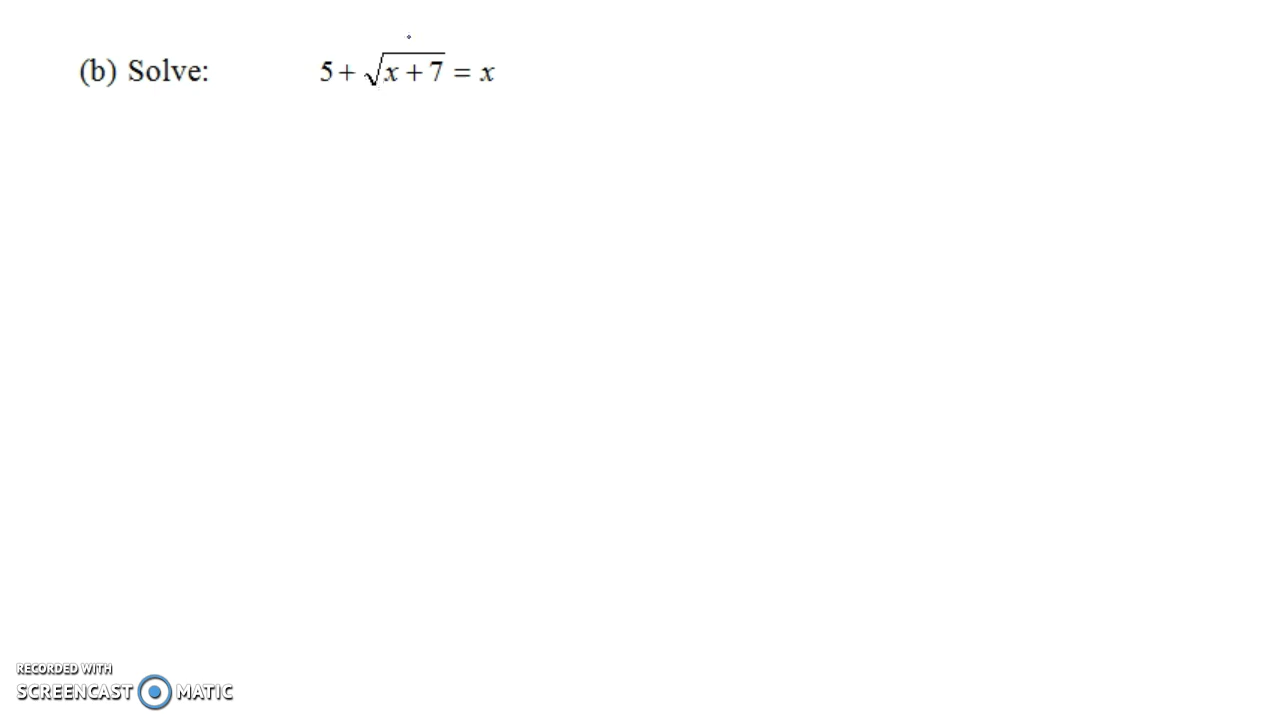 (b) Solve: 5 + √(x + 7) = x
RECORDED WITH
SCREENCAST MATIC